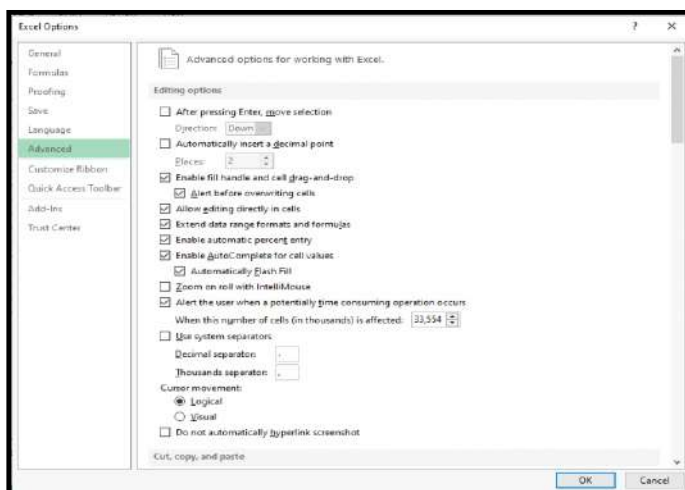 Excel Options
?
General
Formulas
Proofing
Save
Language
Advanced
Customize Ribbon
Quick Access Toolbar
Add-Ins
Trust Center
Advanced options for working with Excel.
Editing options
After pressing Enter, move selection
Direction: Down
Automatically insert a decimal point
Places: 2
Enable fill handle and cell drag-and-drop
Alert before overwriting cells
Allow editing directly in cells
Extend data range formats and formulas
Enable automatic percent entry
Enable AutoComplete for cell values
Automatically Flash Fill
Zoom on roll with IntelliMouse
Alert the user when a potentially time consuming operation occurs
When this number of cells (in thousands) is affected: 33,554
Use system separators
Decimal separator: .
Thousands separator:
Cursor movement:
Logical
Visual
Do not automatically hyperlink screenshot
Cut, copy, and paste
OK Cancel